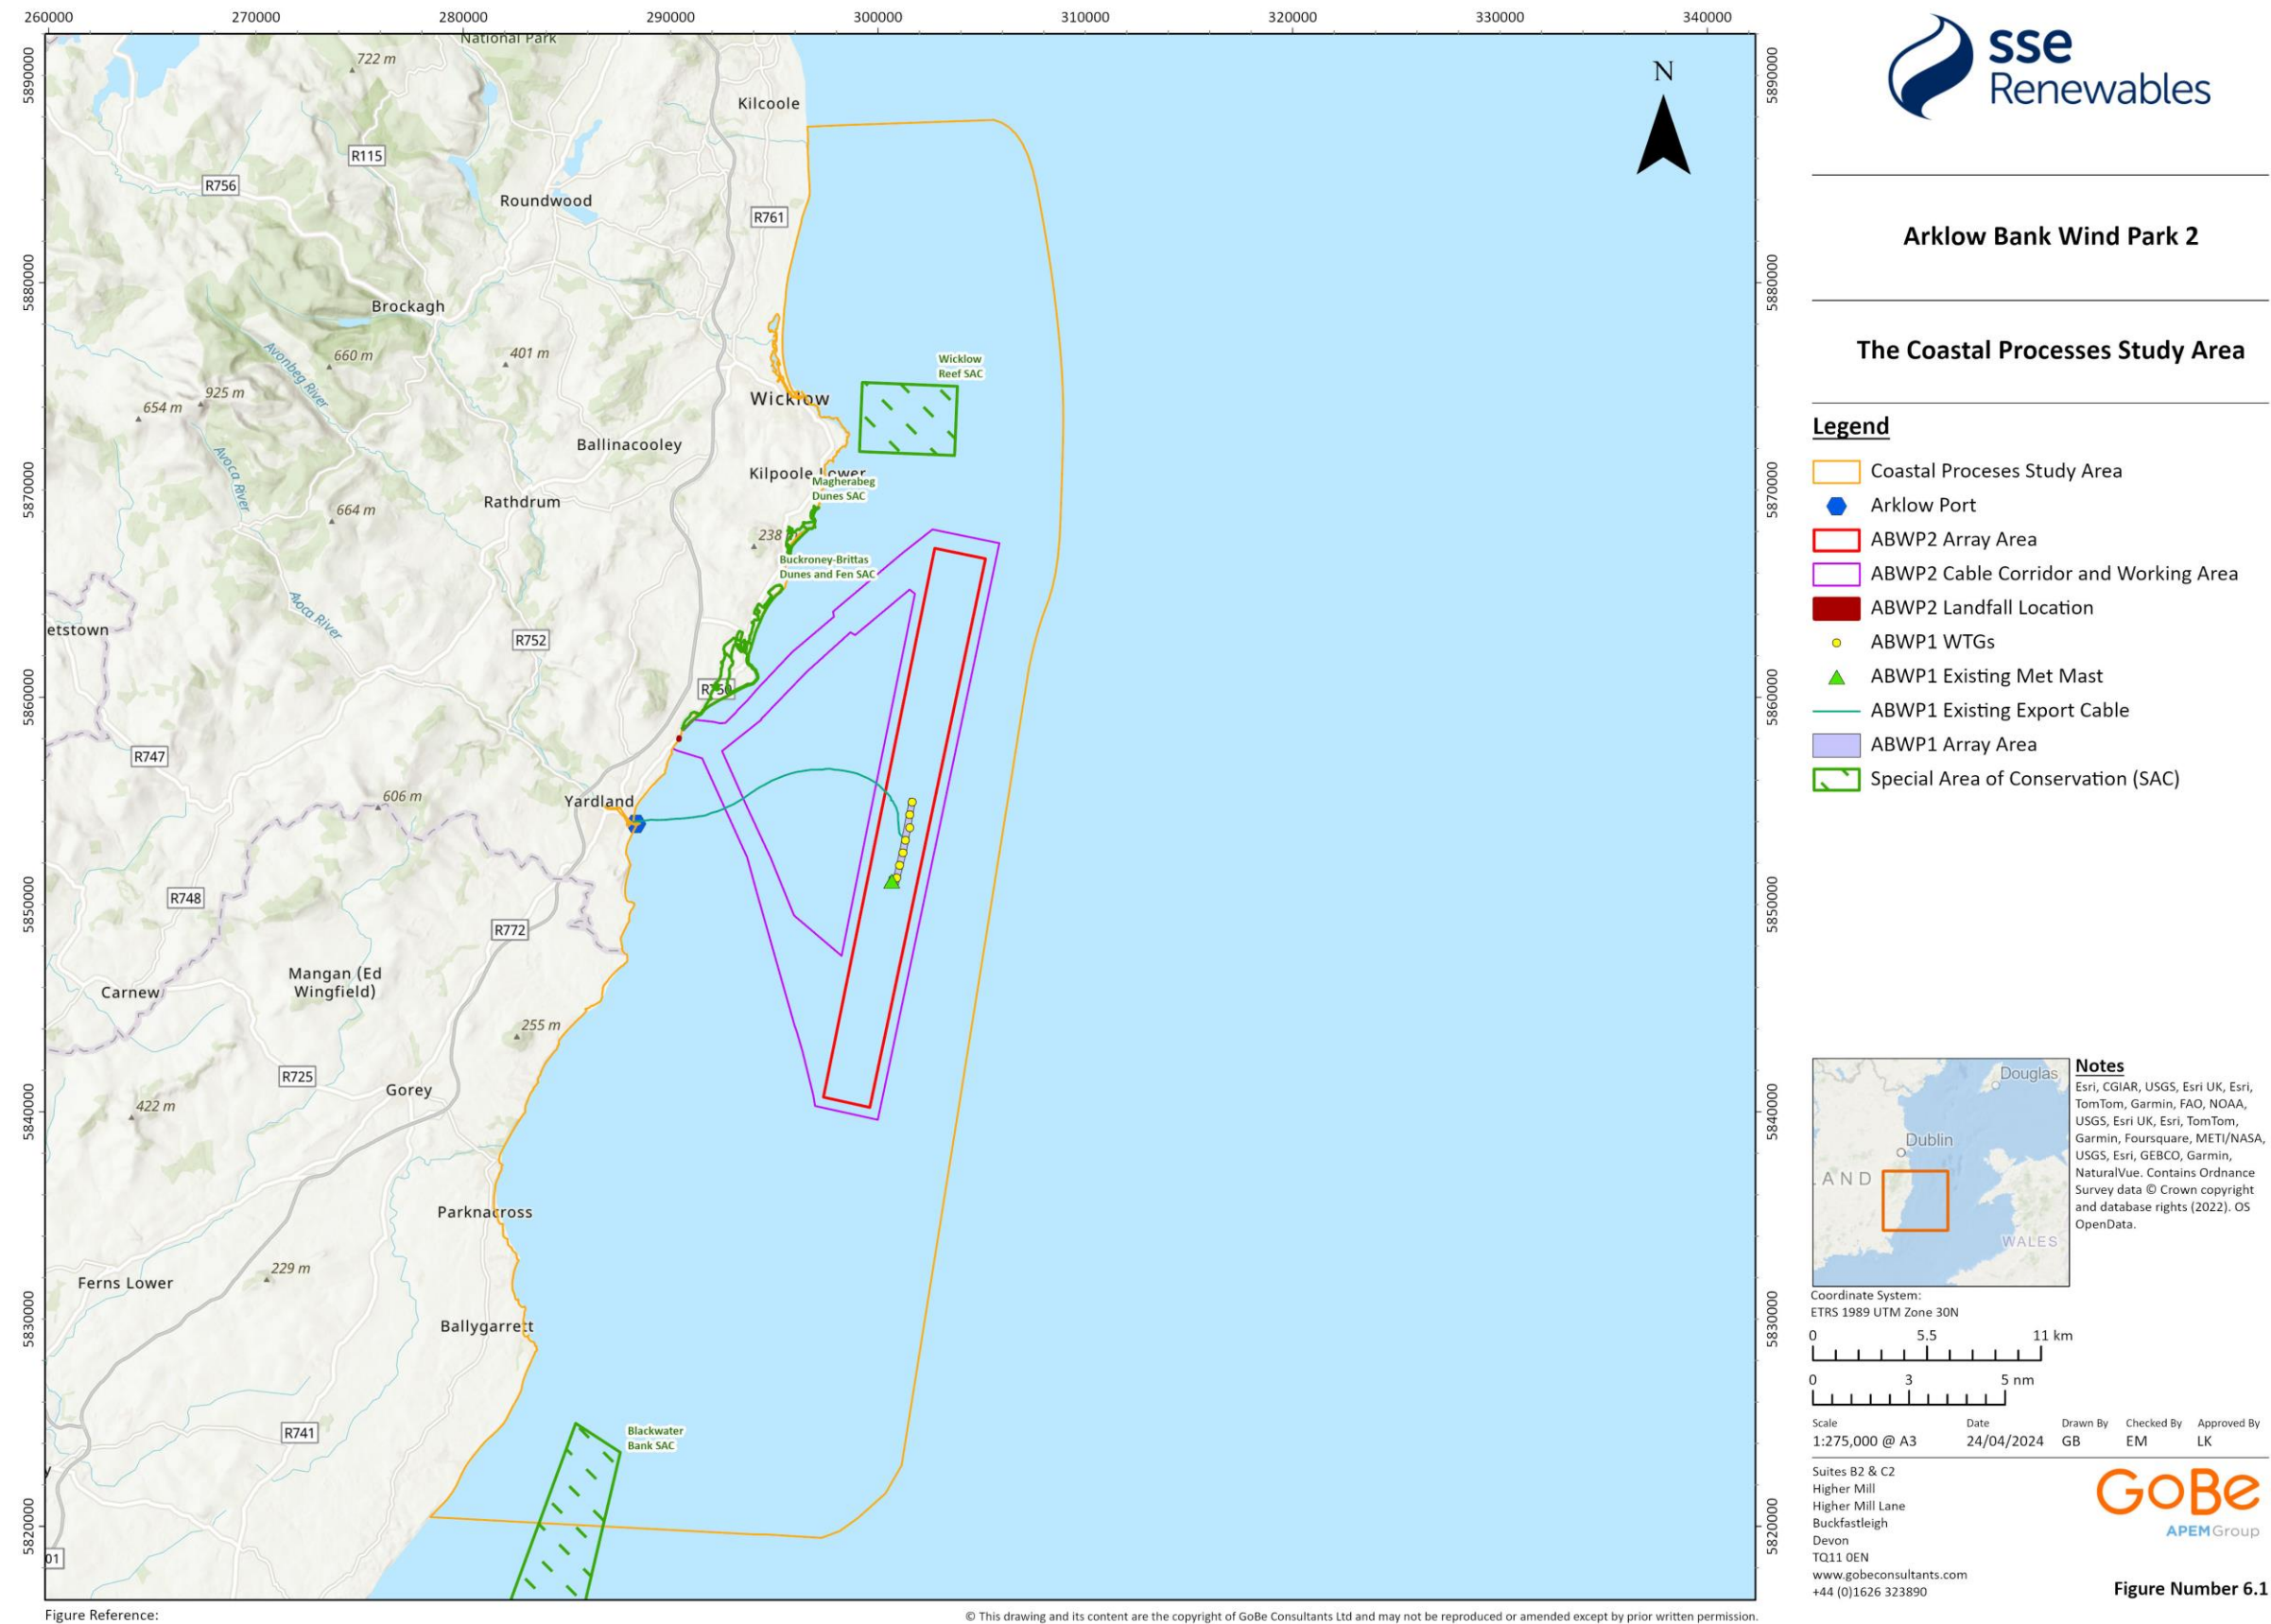 260000 270000 280000 290000 300000 310000 320000 330000 340000
5890000 5890000
5880000 5880000
5870000 5870000
5860000 5860000
5850000 5850000
5840000 5840000
5830000 5830000
5820000 5820000
National Park
722 m
Kilcoole
N
R115
R756
Roundwood
R761
Brockagh
Avonbeg River
660 m
401 m
925 m
654 m
Wicklow
Reef SAC
Wicklow
Ballinacooley
Avoca River
Kilpoole Lower
Magherabeg
Dunes SAC
Rathdrum
664 m
238
Buckroney-Brittas
Dunes and Fen SAC
Avoca River
etstown
R752
R750
R747
606 m
Yardland
R748
R772
Mangan (Ed
Wingfield)
Carnew
255 m
R725
Gorey
422 m
Parknacross
229 m
Ferns Lower
Ballygarrett
R741
Blackwater
Bank SAC
y
01
Figure Reference:
© This drawing and its content are the copyright of GoBe Consultants Ltd and may not be reproduced or amended except by prior written permission.
sse
Renewables
Arklow Bank Wind Park 2
The Coastal Processes Study Area
Legend
Coastal Proceses Study Area
Arklow Port
ABWP2 Array Area
ABWP2 Cable Corridor and Working Area
ABWP2 Landfall Location
ABWP1 WTGs
ABWP1 Existing Met Mast
ABWP1 Existing Export Cable
ABWP1 Array Area
Special Area of Conservation (SAC)
Douglas
Dublin
LAND
WALES
Notes
Esri, CGIAR, USGS, Esri UK, Esri,
TomTom, Garmin, FAO, NOAA,
USGS, Esri UK, Esri, TomTom,
Garmin, Foursquare, METI/NASA,
USGS, Esri, GEBCO, Garmin,
NaturalVue. Contains Ordnance
Survey data © Crown copyright
and database rights (2022). OS
OpenData.
Coordinate System:
ETRS 1989 UTM Zone 30N
0 5.5 11 km
0 3 5 nm
Scale Date Drawn By Checked By Approved By
1:275,000 @ A3 24/04/2024 GB EM LK
Suites B2 & C2
Higher Mill
Higher Mill Lane
Buckfastleigh
Devon
TQ11 0EN
www.gobeconsultants.com
+44 (0)1626 323890
GoBe
APEMGroup
Figure Number 6.1